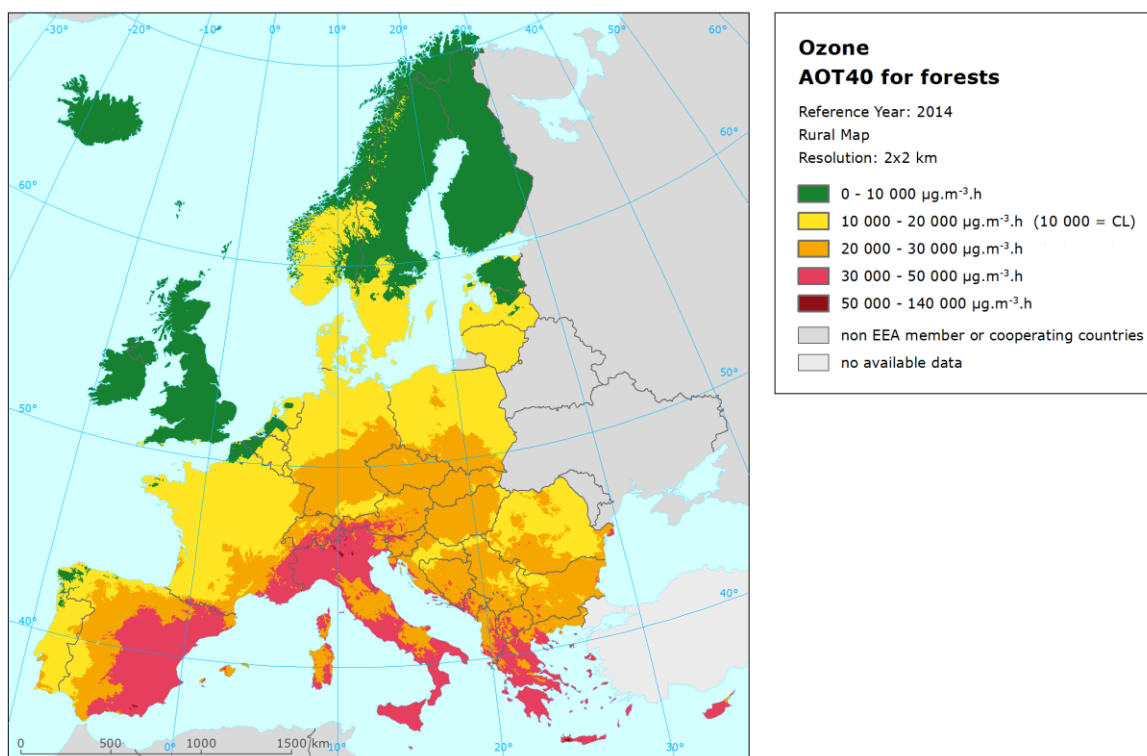 -30° -20° -10° 0° 10° 20° 30° 40° 50° 60°
60°
60°
50°
50°
40°
40°
0 500 1000 1500 km
0° 10° 20° 30°
Ozone
AOT40 for forests
Reference Year: 2014
Rural Map
Resolution: 2x2 km
0 - 10 000 µg.m⁻³.h
10 000 - 20 000 µg.m⁻³.h (10 000 = CL)
20 000 - 30 000 µg.m⁻³.h
30 000 - 50 000 µg.m⁻³.h
50 000 - 140 000 µg.m⁻³.h
non EEA member or cooperating countries
no available data